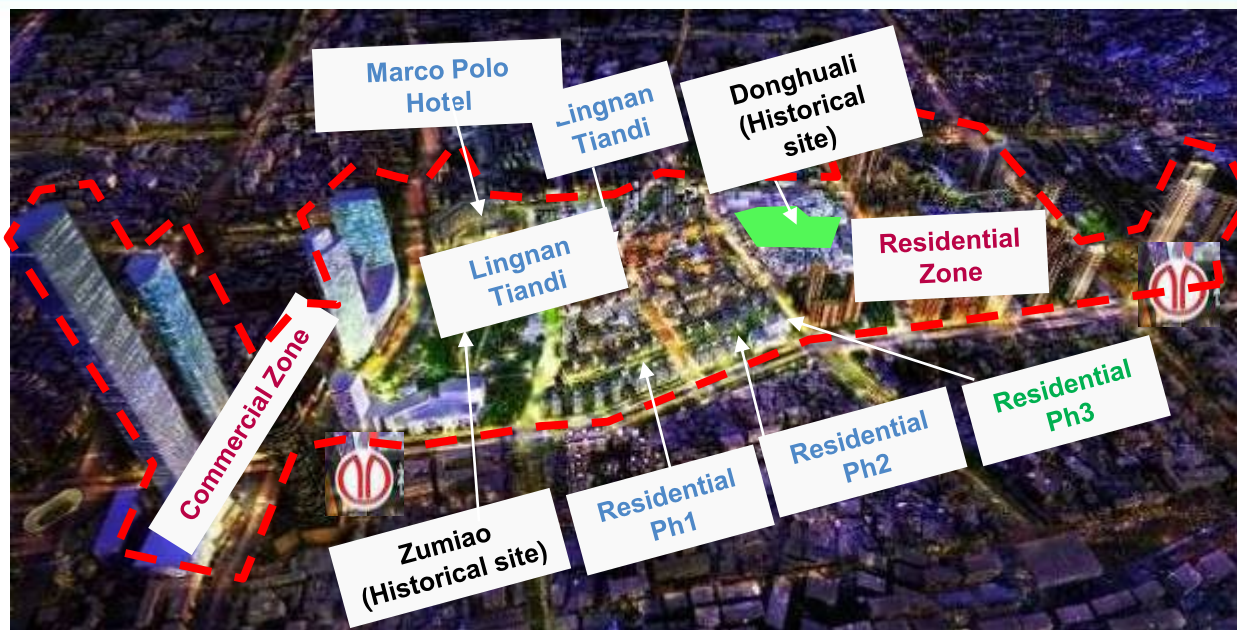 Marco Polo
Hotel
Lingnan
Tiandi
Donghuali
(Historical
site)
Lingnan
Tiandi
Residential
Zone
Commercial Zone
Residential
Ph3
Residential
Ph2
Residential
Ph1
Zumiao
(Historical site)